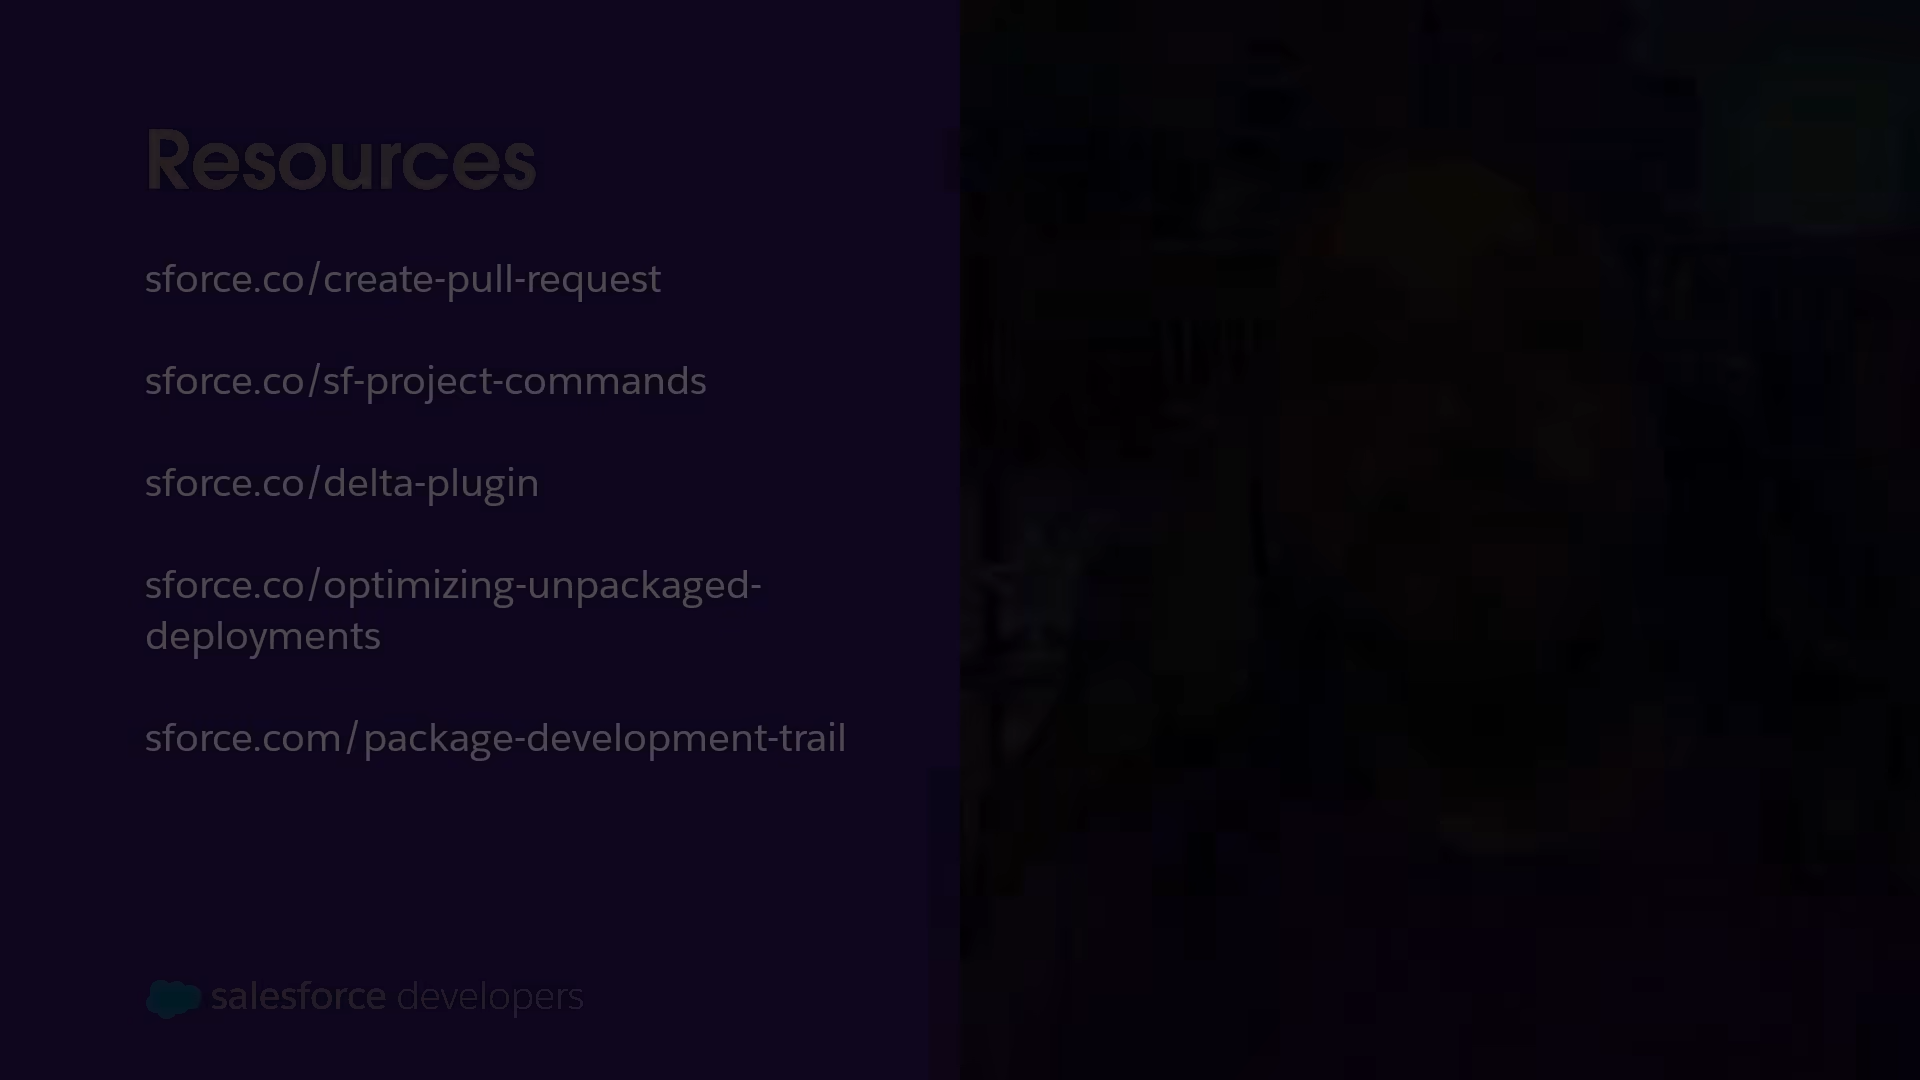 Resources
sforce.co/create-pull-request
sforce.co/sf-project-commands
sforce.co/delta-plugin
sforce.co/optimizing-unpackaged-
deployments
sforce.com/package-development-trail
salesforce developers